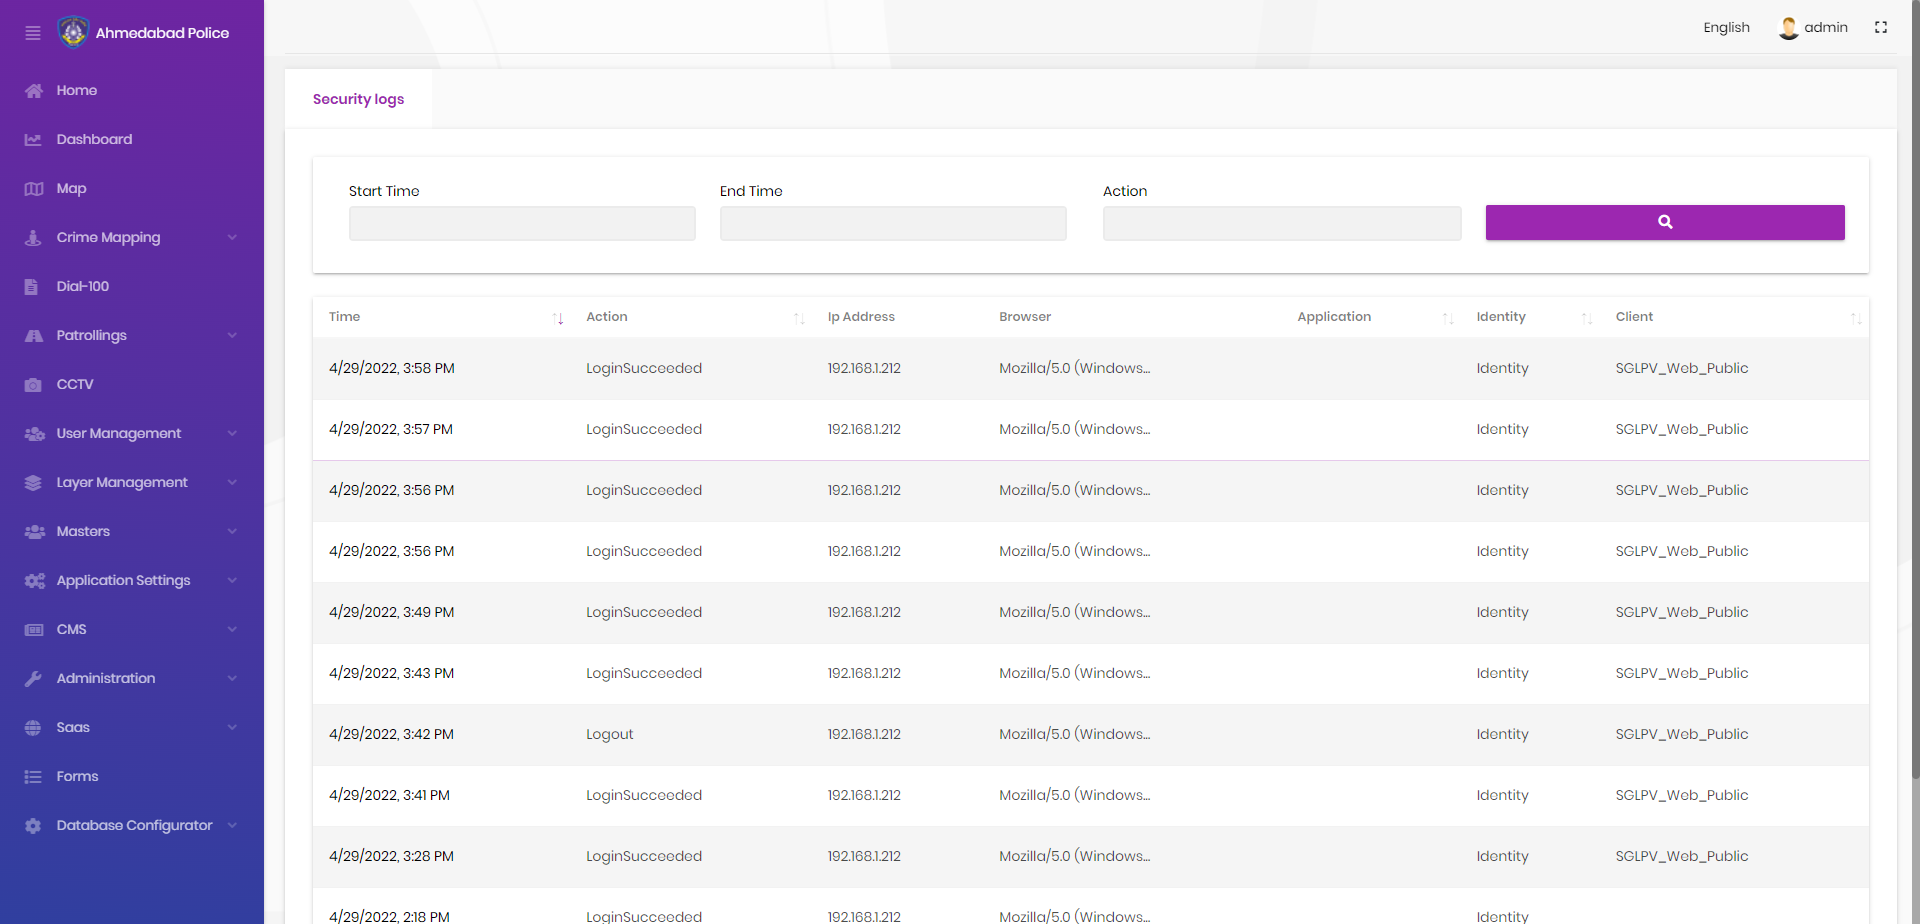 Ahmedabad Police
Home
Dashboard
Map
Crime Mapping
Dial-100
Patrollings
CCTV
User Management
Layer Management
Masters
Application Settings
CMS
Administration
Saas
Forms
Database Configurator
English admin
Security logs
Start Time End Time Action
Time Action Ip Address Browser Application Identity Client
4/29/2022, 3:58 PM LoginSucceeded 192.168.1.212 Mozilla/5.0 (Windows... Identity SGLPV_Web_Public
4/29/2022, 3:57 PM LoginSucceeded 192.168.1.212 Mozilla/5.0 (Windows... Identity SGLPV_Web_Public
4/29/2022, 3:56 PM LoginSucceeded 192.168.1.212 Mozilla/5.0 (Windows... Identity SGLPV_Web_Public
4/29/2022, 3:56 PM LoginSucceeded 192.168.1.212 Mozilla/5.0 (Windows... Identity SGLPV_Web_Public
4/29/2022, 3:49 PM LoginSucceeded 192.168.1.212 Mozilla/5.0 (Windows... Identity SGLPV_Web_Public
4/29/2022, 3:43 PM LoginSucceeded 192.168.1.212 Mozilla/5.0 (Windows... Identity SGLPV_Web_Public
4/29/2022, 3:42 PM Logout 192.168.1.212 Mozilla/5.0 (Windows... Identity SGLPV_Web_Public
4/29/2022, 3:41 PM LoginSucceeded 192.168.1.212 Mozilla/5.0 (Windows... Identity SGLPV_Web_Public
4/29/2022, 3:28 PM LoginSucceeded 192.168.1.212 Mozilla/5.0 (Windows... Identity SGLPV_Web_Public
4/29/2022, 2:18 PM LoginSucceeded 192.168.1.212 Mozilla/5.0 (Windows... Identity